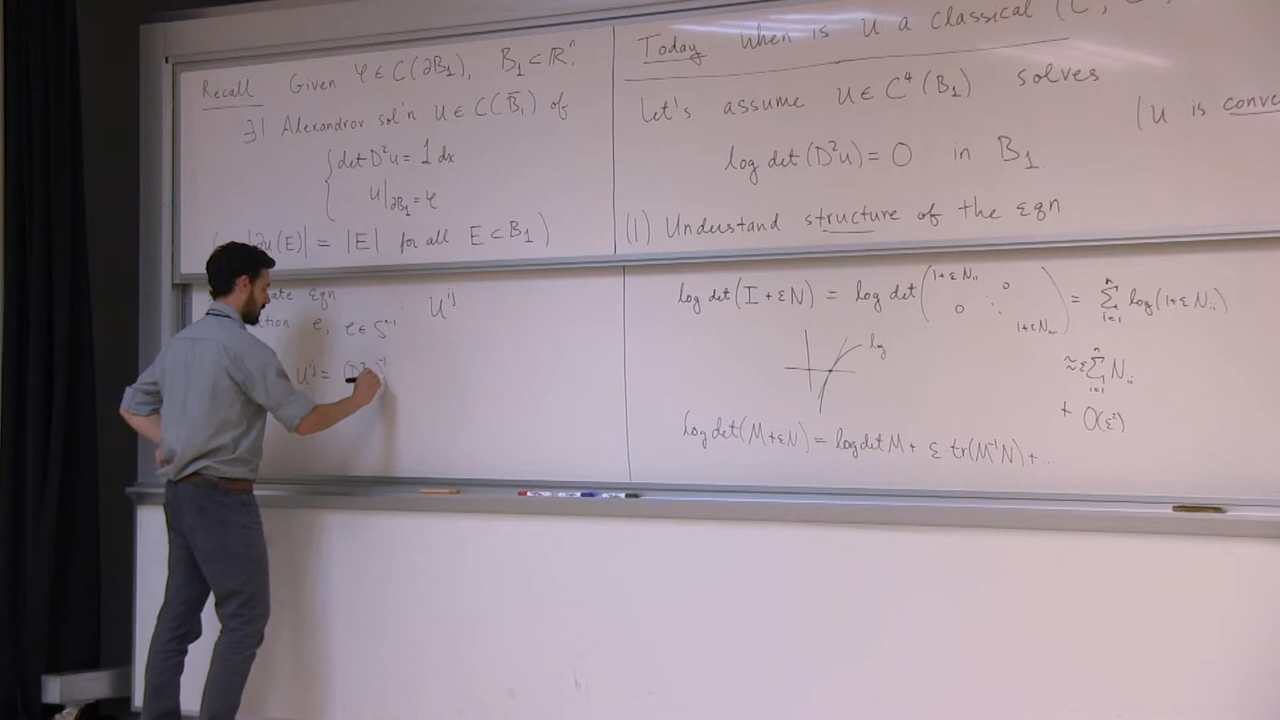 Recall Given φ ∈ C(∂B₁), B₁ ⊂ ℝⁿ,
∃! Alexandrov sol'n u ∈ C(B̄₁) of
det D²u = 1 dx
u|∂B₁ = φ
|∂u(E)| = |E| for all E ⊂ B₁)
Today When is u a classical
Let's assume u ∈ C⁴(B₁) solves
(u is conve
log det(D²u) = 0 in B₁
(1) Understand structure of the eqn
ate eqn
ction e, e ∈ Sⁿ⁻¹ : uⁱʲ
uⁱʲ = (D²
log det(I + εN) = log det ( 1+εN₁₁ 0 0 ⋱ 1+εNₙₙ ) = Σᵢ₌₁ⁿ log(1+εNᵢᵢ)
log
≈ ε Σᵢ₌₁ⁿ Nᵢᵢ
+ O(ε²)
log det(M+εN) = log det M + ε tr(M⁻¹N) + ...